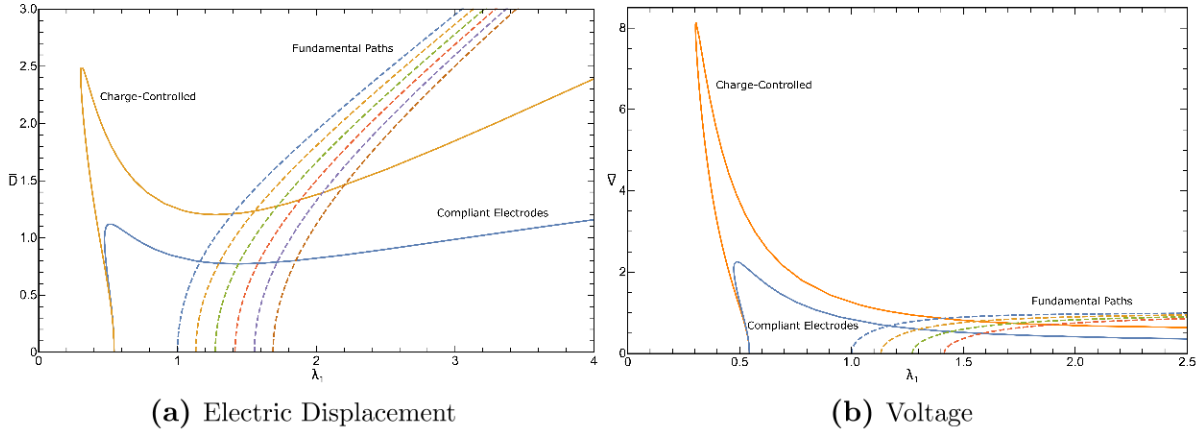 3.0
2.5
2.0
1.5
1.0
0.5
0
D̄
Fundamental Paths
Charge-Controlled
Compliant Electrodes
0 1 2 3 4
λ₁
(a) Electric Displacement
8
6
4
2
0
V̄
Charge-Controlled
Fundamental Paths
Compliant Electrodes
0.0 0.5 1.0 1.5 2.0 2.5
λ₁
(b) Voltage